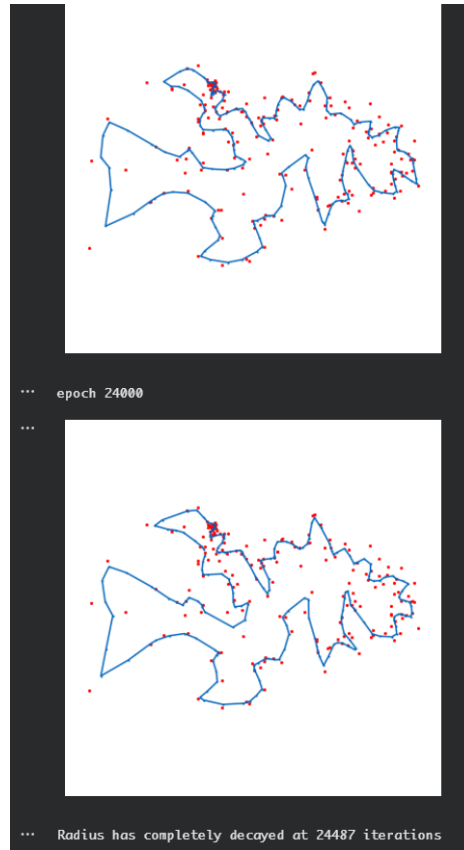 ... epoch 24000
...
... Radius has completely decayed at 24487 iterations